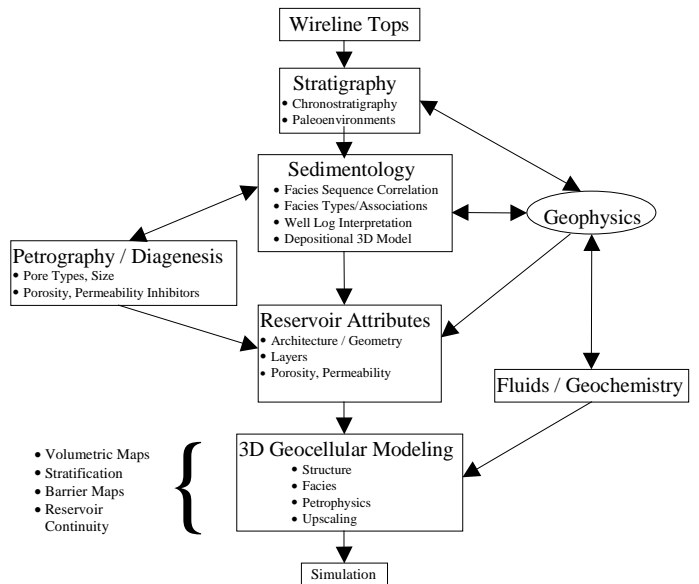 Wireline Tops
Stratigraphy
• Chronostratigraphy
• Paleoenvironments
Sedimentology
• Facies Sequence Correlation
• Facies Types/Associations
• Well Log Interpretation
• Depositional 3D Model
Geophysics
Petrography / Diagenesis
• Pore Types, Size
• Porosity, Permeability Inhibitors
Reservoir Attributes
• Architecture / Geometry
• Layers
• Porosity, Permeability
Fluids / Geochemistry
3D Geocellular Modeling
• Structure
• Facies
• Petrophysics
• Upscaling
• Volumetric Maps
• Stratification
• Barrier Maps
• Reservoir
Continuity
{
Simulation